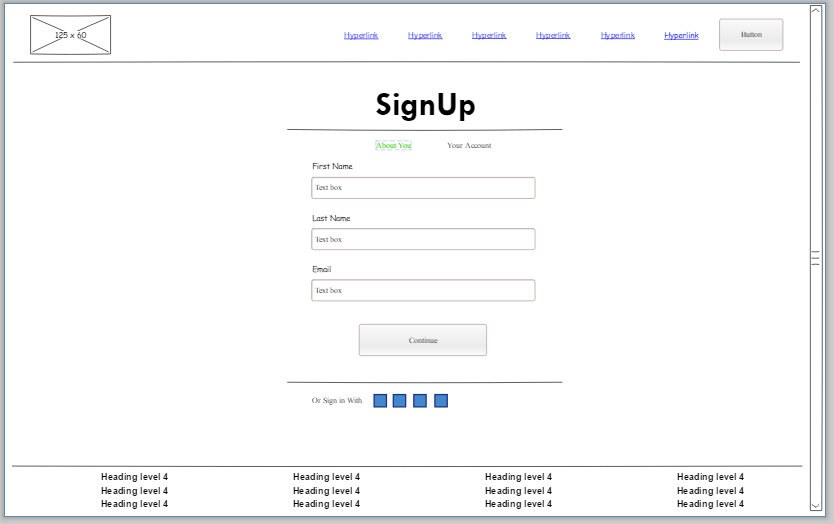 125 x 60 Hyperlink Hyperlink Hyperlink Hyperlink Hyperlink Hyperlink Button
SignUp
About You Your Account
First Name
Text box
Last Name
Text box
Email
Text box
Continue
Or Sign in With
Heading level 4 Heading level 4 Heading level 4 Heading level 4
Heading level 4 Heading level 4 Heading level 4 Heading level 4
Heading level 4 Heading level 4 Heading level 4 Heading level 4